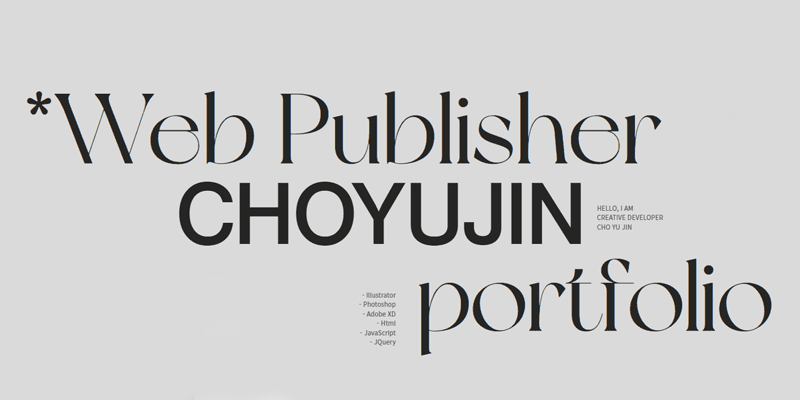 *Web Publisher
CHOYUJIN
HELLO, I AM
CREATIVE DEVELOPER
CHO YU JIN
portfolio
- Illustrator
- Photoshop
- Adobe XD
- Html
- JavaScript
- JQuery